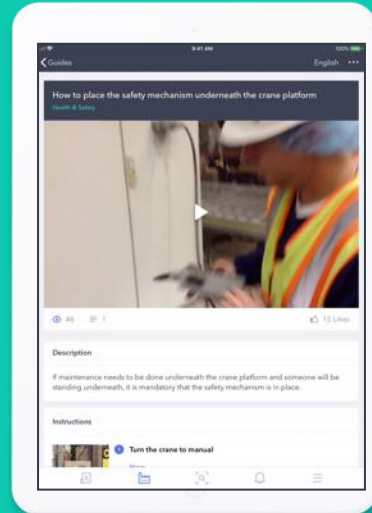 9:41 AM
100%
Guides
English
How to place the safety mechanism underneath the crane platform
Health & Safety
46
1
15 Likes
Description
If maintenance needs to be done underneath the crane platform and someone will be
standing underneath, it is mandatory that the safety mechanism is in place.
Instructions
Turn the crane to manual